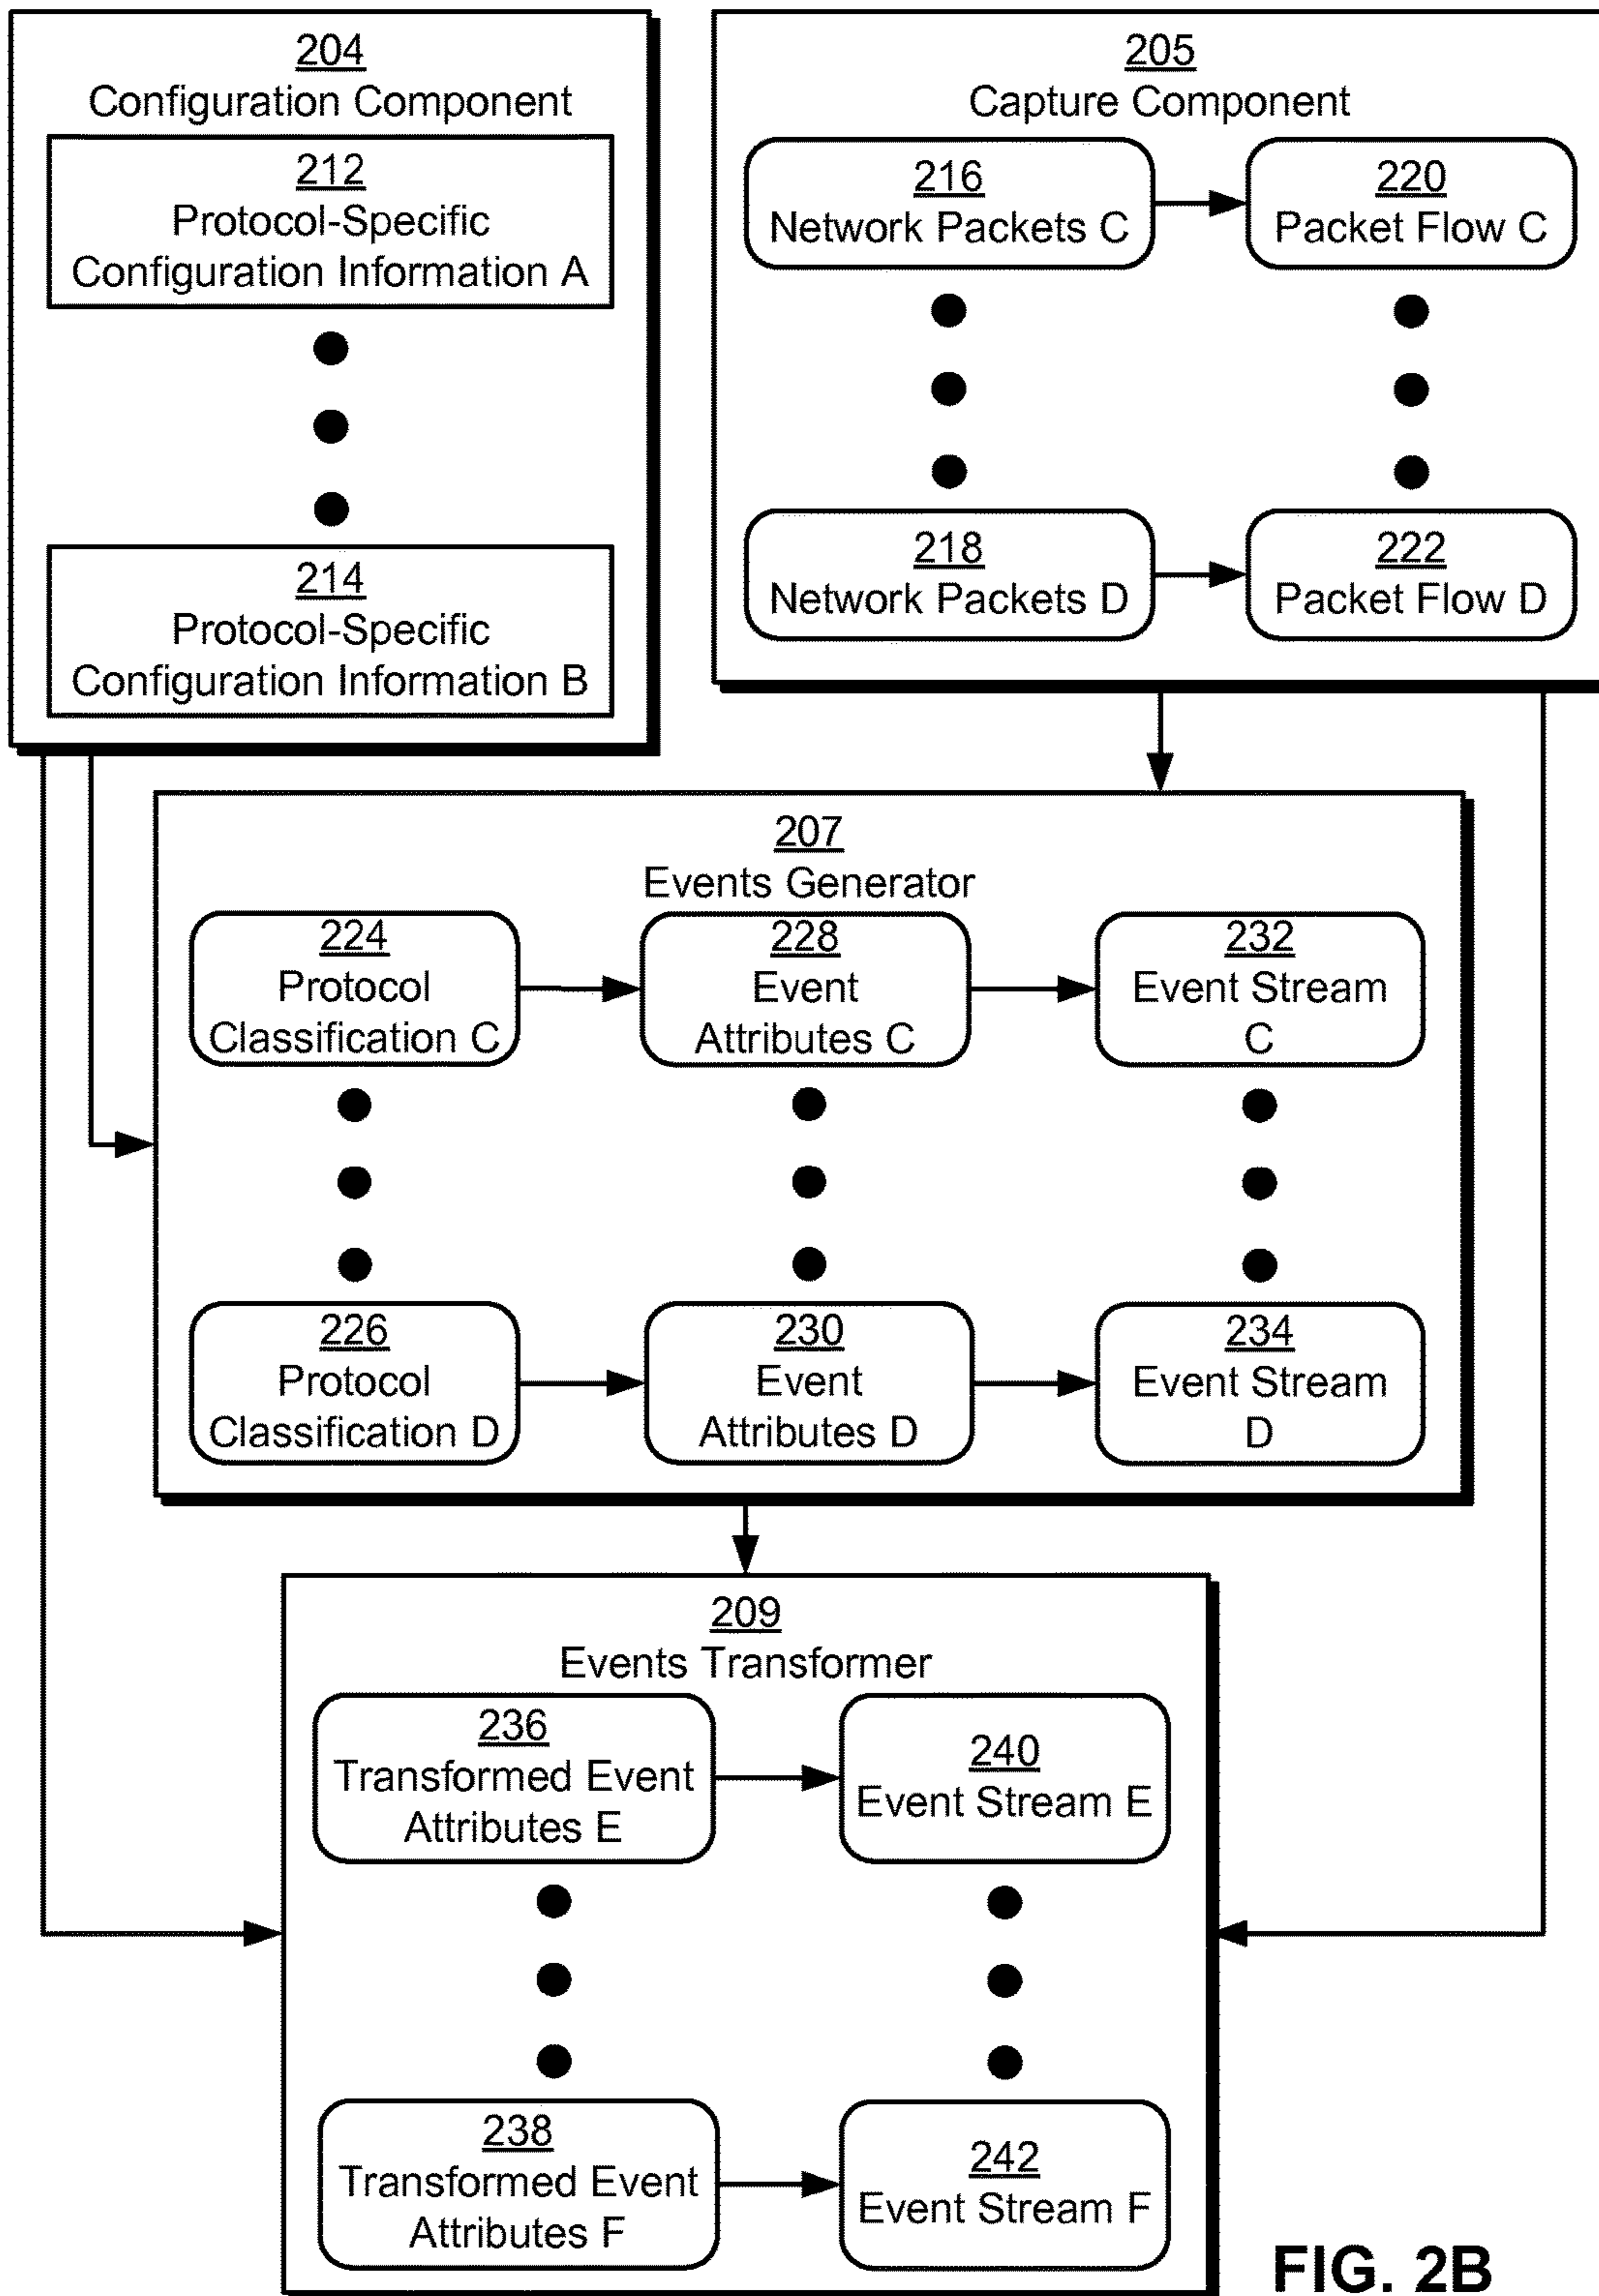 204
Configuration Component
212
Protocol-Specific
Configuration Information A
214
Protocol-Specific
Configuration Information B
205
Capture Component
216
Network Packets C
220
Packet Flow C
218
Network Packets D
222
Packet Flow D
207
Events Generator
224
Protocol
Classification C
228
Event
Attributes C
232
Event Stream
C
226
Protocol
Classification D
230
Event
Attributes D
234
Event Stream
D
209
Events Transformer
236
Transformed Event
Attributes E
240
Event Stream E
238
Transformed Event
Attributes F
242
Event Stream F
FIG. 2B